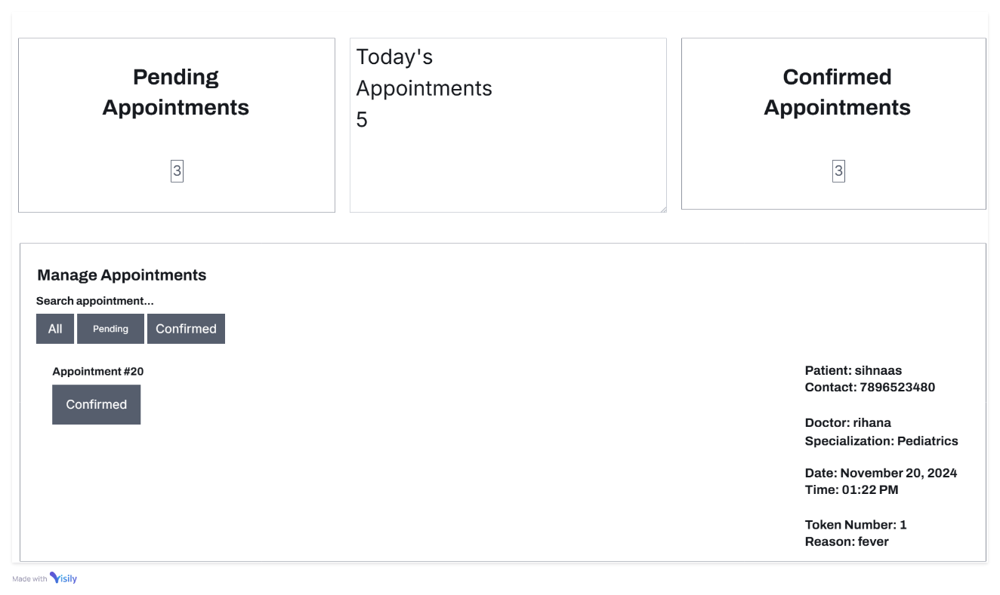 Pending
Appointments
3
Today's
Appointments
5
Confirmed
Appointments
3
Manage Appointments
Search appointment...
All
Pending
Confirmed
Appointment #20
Confirmed
Patient: sihnaas
Contact: 7896523480
Doctor: rihana
Specialization: Pediatrics
Date: November 20, 2024
Time: 01:22 PM
Token Number: 1
Reason: fever
Made with Visily